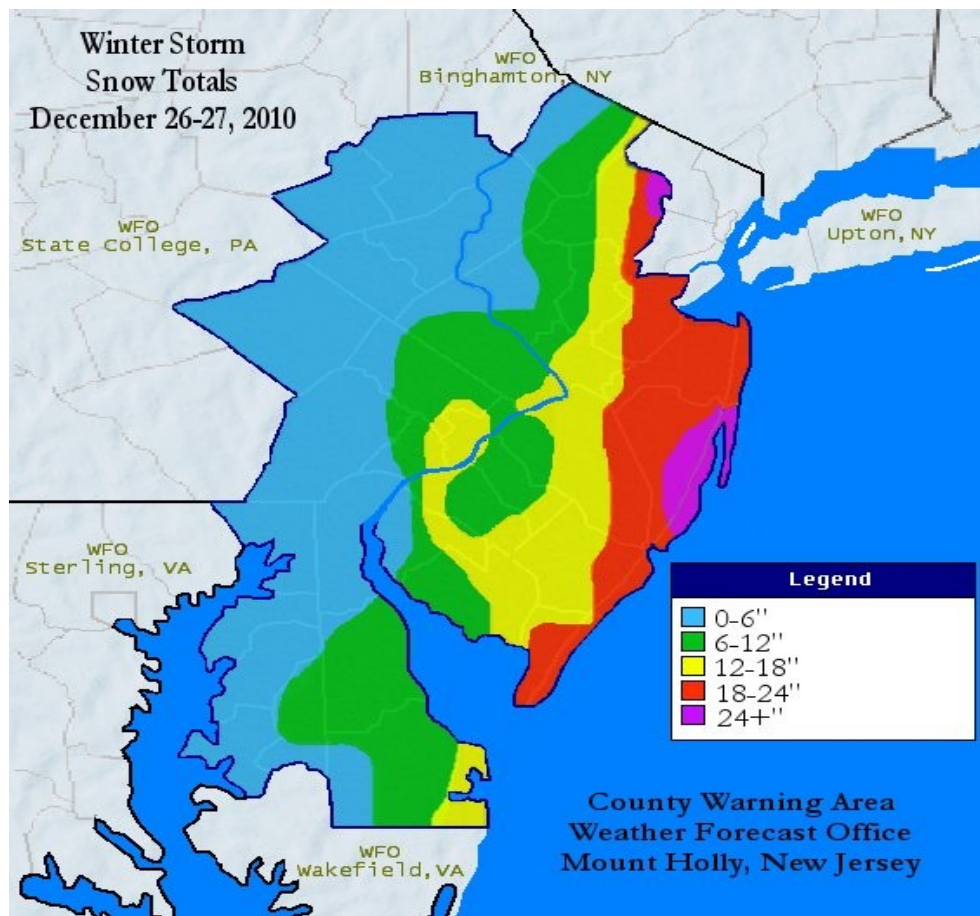 Winter Storm
Snow Totals
December 26-27, 2010
WFO
Binghamton, NY
WFO
State College, PA
WFO
Upton,NY
WFO
Sterling, VA
Legend
0-6"
6-12"
12-18"
18-24"
24+"
County Warning Area
Weather Forecast Office
Mount Holly, New Jersey
WFO
Wakefield,VA